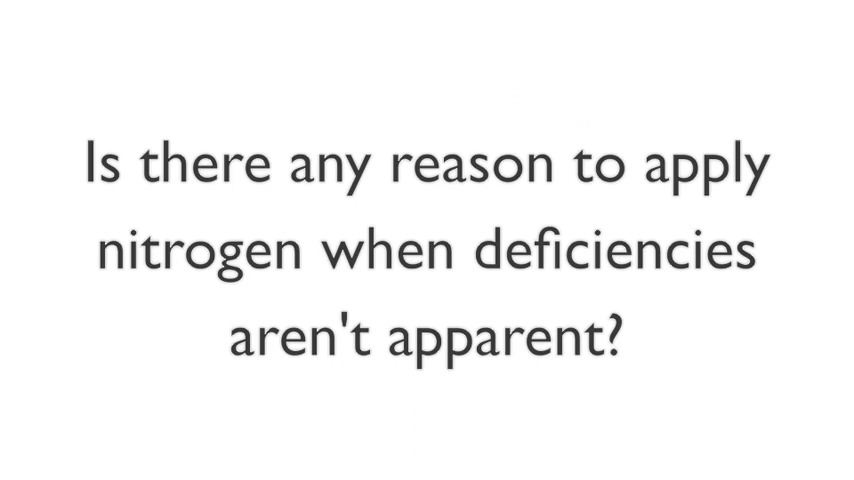 Is there any reason to apply
nitrogen when deficiencies
aren't apparent?